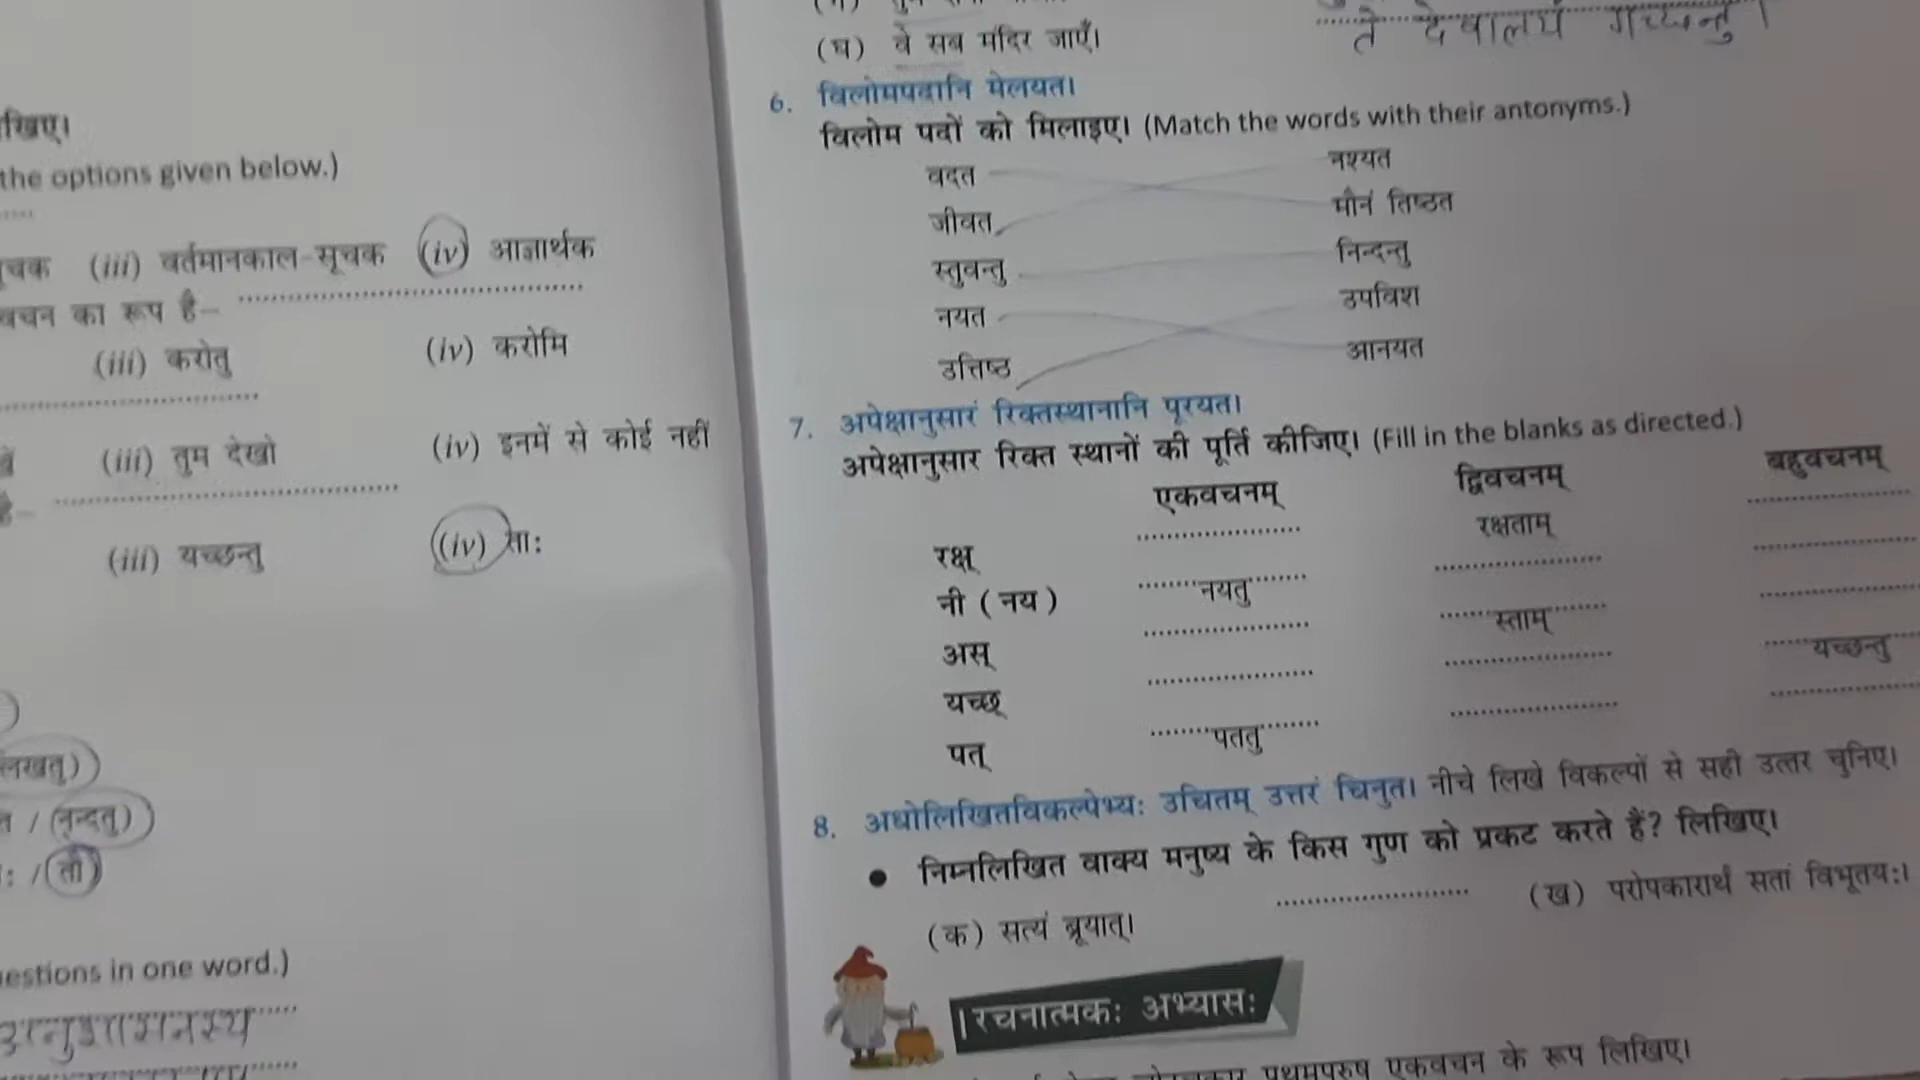 खिए।
the options given below.)
चक (iii) वर्तमानकाल-सूचक (iv) आज्ञार्थक
वचन का रूप है–
(iii) करोतु (iv) करोमि
(iii) तुम देखो (iv) इनमें से कोई नहीं
है–
(iii) यच्छन्तु (iv) ताः
लिखतु)
/ (नन्दतु)
: / तौ)
uestions in one word.)
अनुशासनस्य
(घ) वे सब मंदिर जाएँ। ते देवालयं गच्छन्तु।
6. विलोमपदानि मेलयत।
विलोम पदों को मिलाइए। (Match the words with their antonyms.)
वदत नश्यत
जीवत मौनं तिष्ठत
स्तुवन्तु निन्दन्तु
नयत उपविश
उत्तिष्ठ आनयत
7. अपेक्षानुसारं रिक्तस्थानानि पूरयत।
अपेक्षानुसार रिक्त स्थानों की पूर्ति कीजिए। (Fill in the blanks as directed.)
एकवचनम् द्विवचनम् बहुवचनम्
रक्ष् रक्षताम्
नी (नय) नयतु
अस् स्ताम्
यच्छ् यच्छन्तु
पत् पततु
8. अधोलिखितविकल्पेभ्यः उचितम् उत्तरं चिनुत। नीचे लिखे विकल्पों से सही उत्तर चुनिए।
● निम्नलिखित वाक्य मनुष्य के किस गुण को प्रकट करते हैं? लिखिए।
(क) सत्यं ब्रूयात्। (ख) परोपकारार्थं सतां विभूतयः।
रचनात्मकः अभ्यासः
प्रथमपुरुष एकवचन के रूप लिखिए।